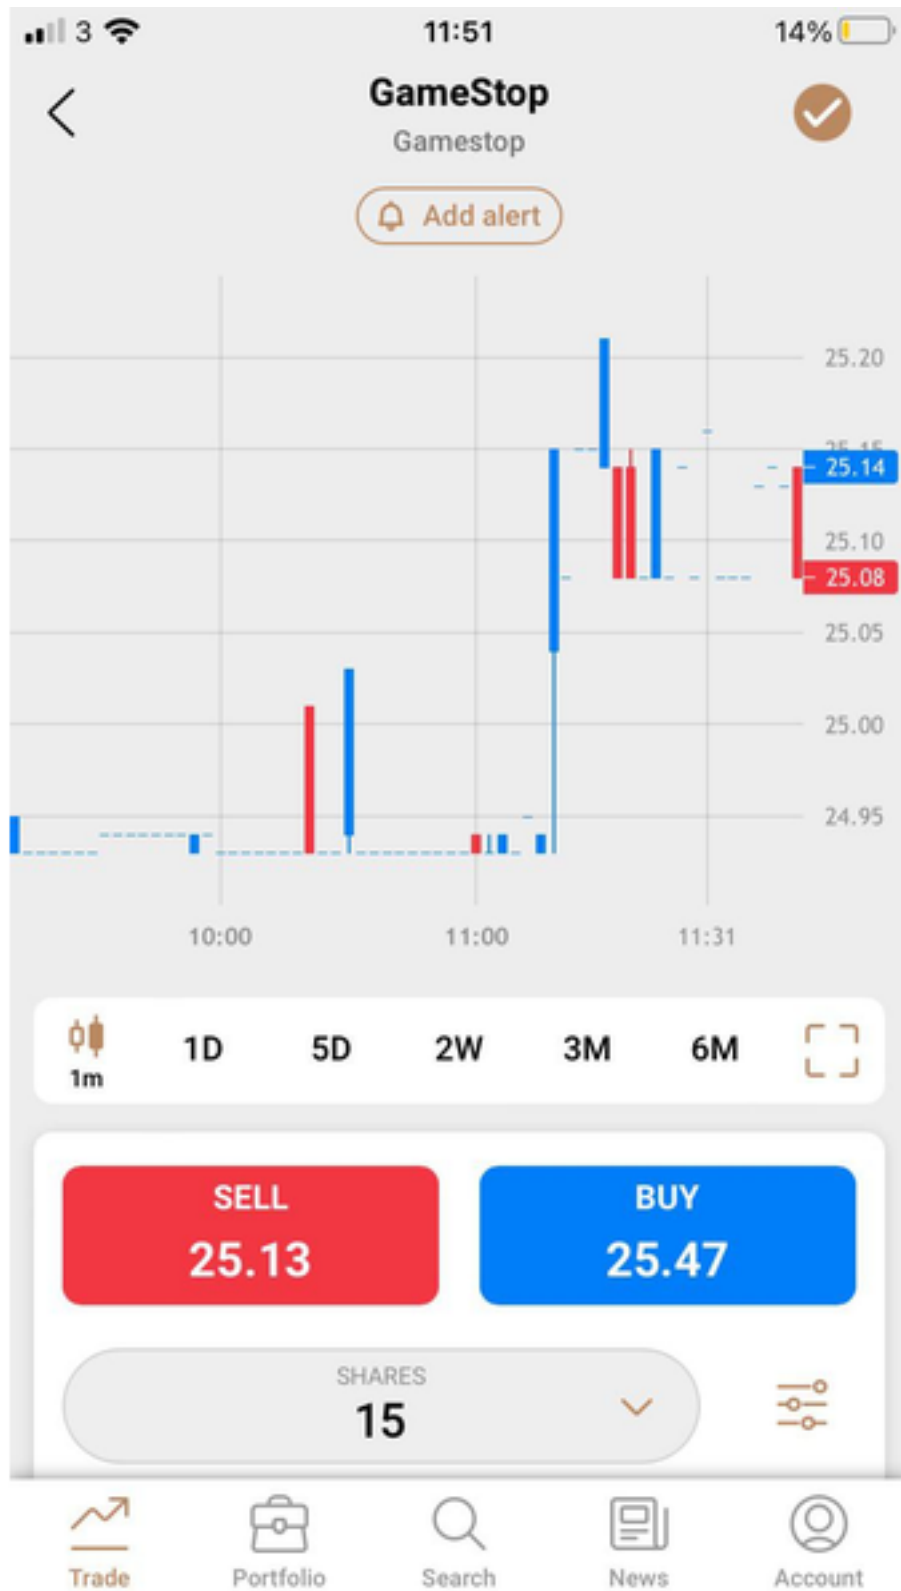 3 11:51 14%
GameStop
Gamestop
Add alert
25.20
25.15
25.14
25.10
25.08
25.05
25.00
24.95
10:00 11:00 11:31
1m 1D 5D 2W 3M 6M
SELL BUY
25.13 25.47
SHARES
15
Trade Portfolio Search News Account